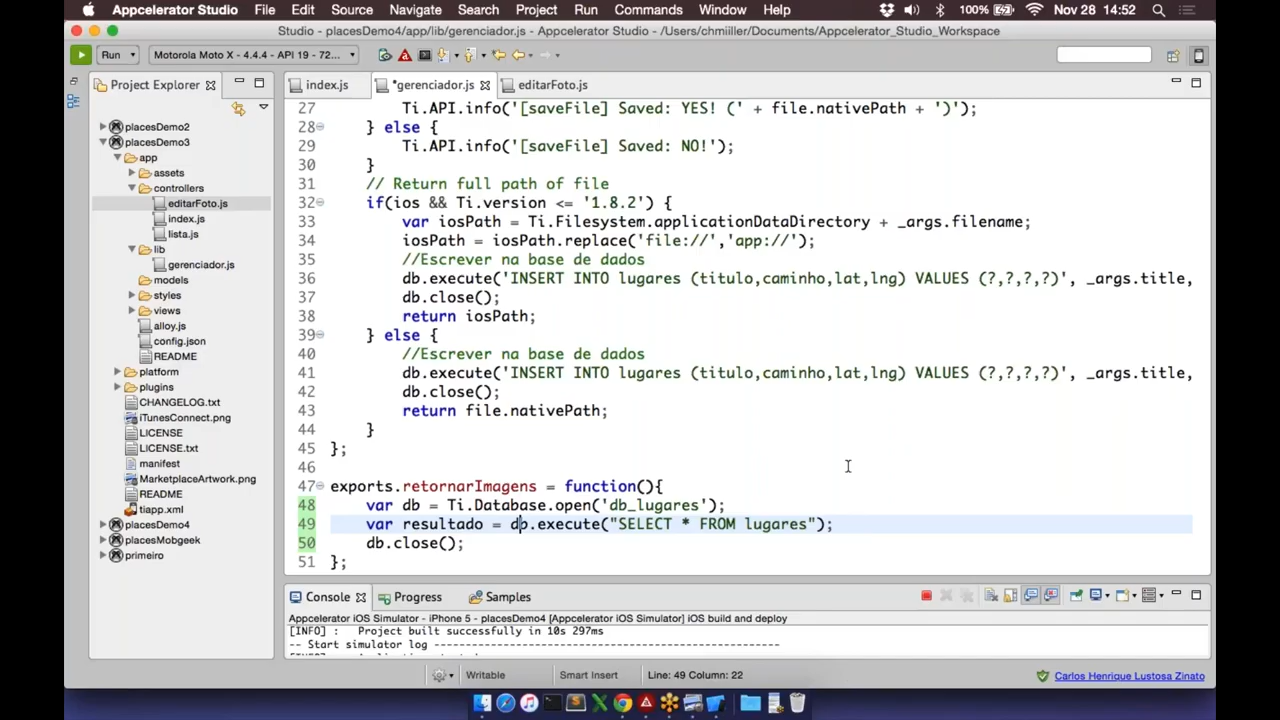 Appcelerator Studio File Edit Source Navigate Search Project Run Commands Window Help 100% Nov 28 14:52
Studio - placesDemo4/app/lib/gerenciador.js - Appcelerator Studio - /Users/chmiiller/Documents/Appcelerator_Studio_Workspace
Run Motorola Moto X - 4.4.4 - API 19 - 72...
Project Explorer
index.js *gerenciador.js editarFoto.js
placesDemo2
placesDemo3
app
assets
controllers
editarFoto.js
index.js
lista.js
lib
gerenciador.js
models
styles
views
alloy.js
config.json
README
platform
plugins
CHANGELOG.txt
iTunesConnect.png
LICENSE
LICENSE.txt
manifest
MarketplaceArtwork.png
README
tiapp.xml
placesDemo4
placesMobgeek
primeiro
27 Ti.API.info('[saveFile] Saved: YES! (' + file.nativePath + ')');
28 } else {
29 Ti.API.info('[saveFile] Saved: NO!');
30 }
31 // Return full path of file
32 if(ios && Ti.version <= '1.8.2') {
33 var iosPath = Ti.Filesystem.applicationDataDirectory + _args.filename;
34 iosPath = iosPath.replace('file://','app://');
35 //Escrever na base de dados
36 db.execute('INSERT INTO lugares (titulo,caminho,lat,lng) VALUES (?,?,?,?)', _args.title,
37 db.close();
38 return iosPath;
39 } else {
40 //Escrever na base de dados
41 db.execute('INSERT INTO lugares (titulo,caminho,lat,lng) VALUES (?,?,?,?)', _args.title,
42 db.close();
43 return file.nativePath;
44 }
45 };
46
47 exports.retornarImagens = function(){
48 var db = Ti.Database.open('db_lugares');
49 var resultado = db.execute("SELECT * FROM lugares");
50 db.close();
51 };
Console Progress Samples
Appcelerator iOS Simulator - iPhone 5 - placesDemo4 [Appcelerator iOS Simulator] iOS build and deploy
[INFO] : Project built successfully in 10s 297ms
-- Start simulator log ------------------------------------------------
Writable Smart Insert Line: 49 Column: 22 Carlos Henrique Lustosa Zinato